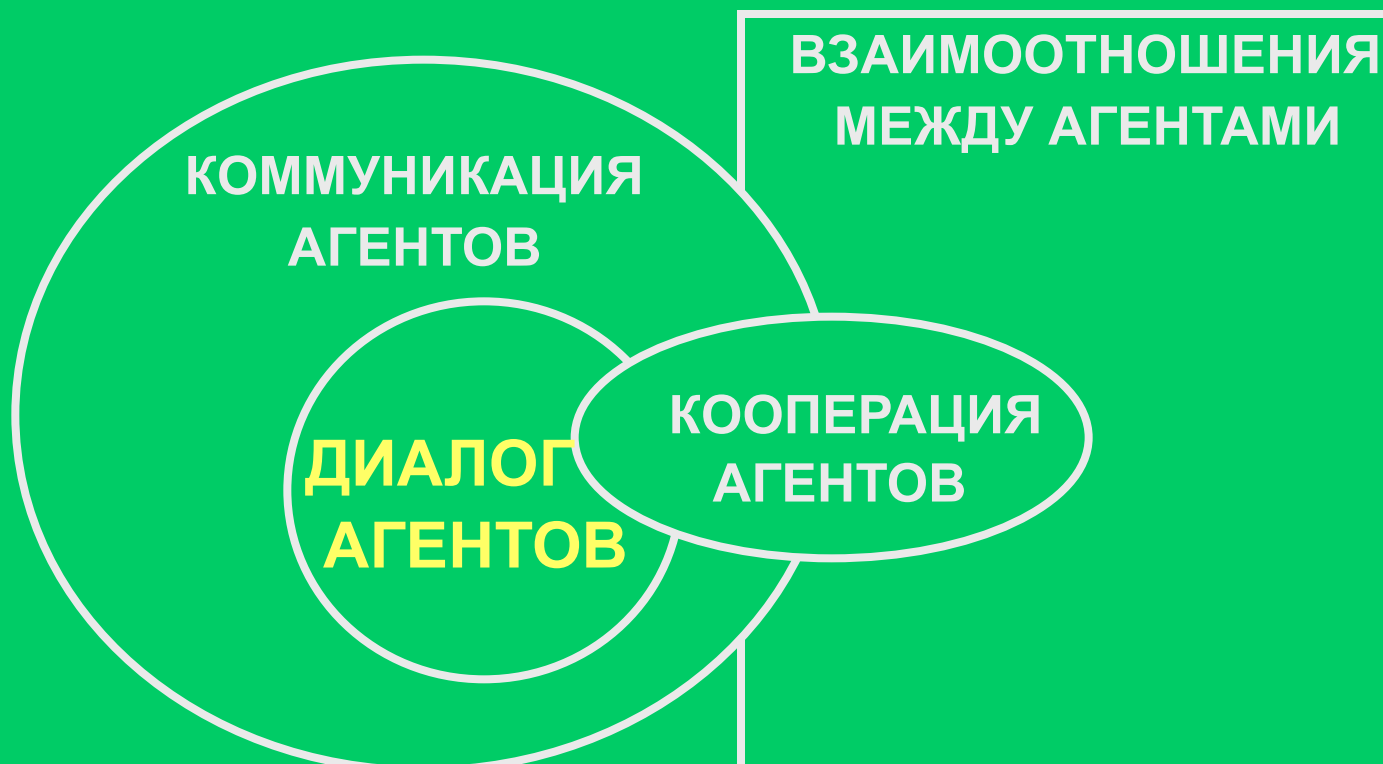 ВЗАИМООТНОШЕНИЯ
МЕЖДУ АГЕНТАМИ
КОММУНИКАЦИЯ
АГЕНТОВ
КООПЕРАЦИЯ
АГЕНТОВ
ДИАЛОГ
АГЕНТОВ